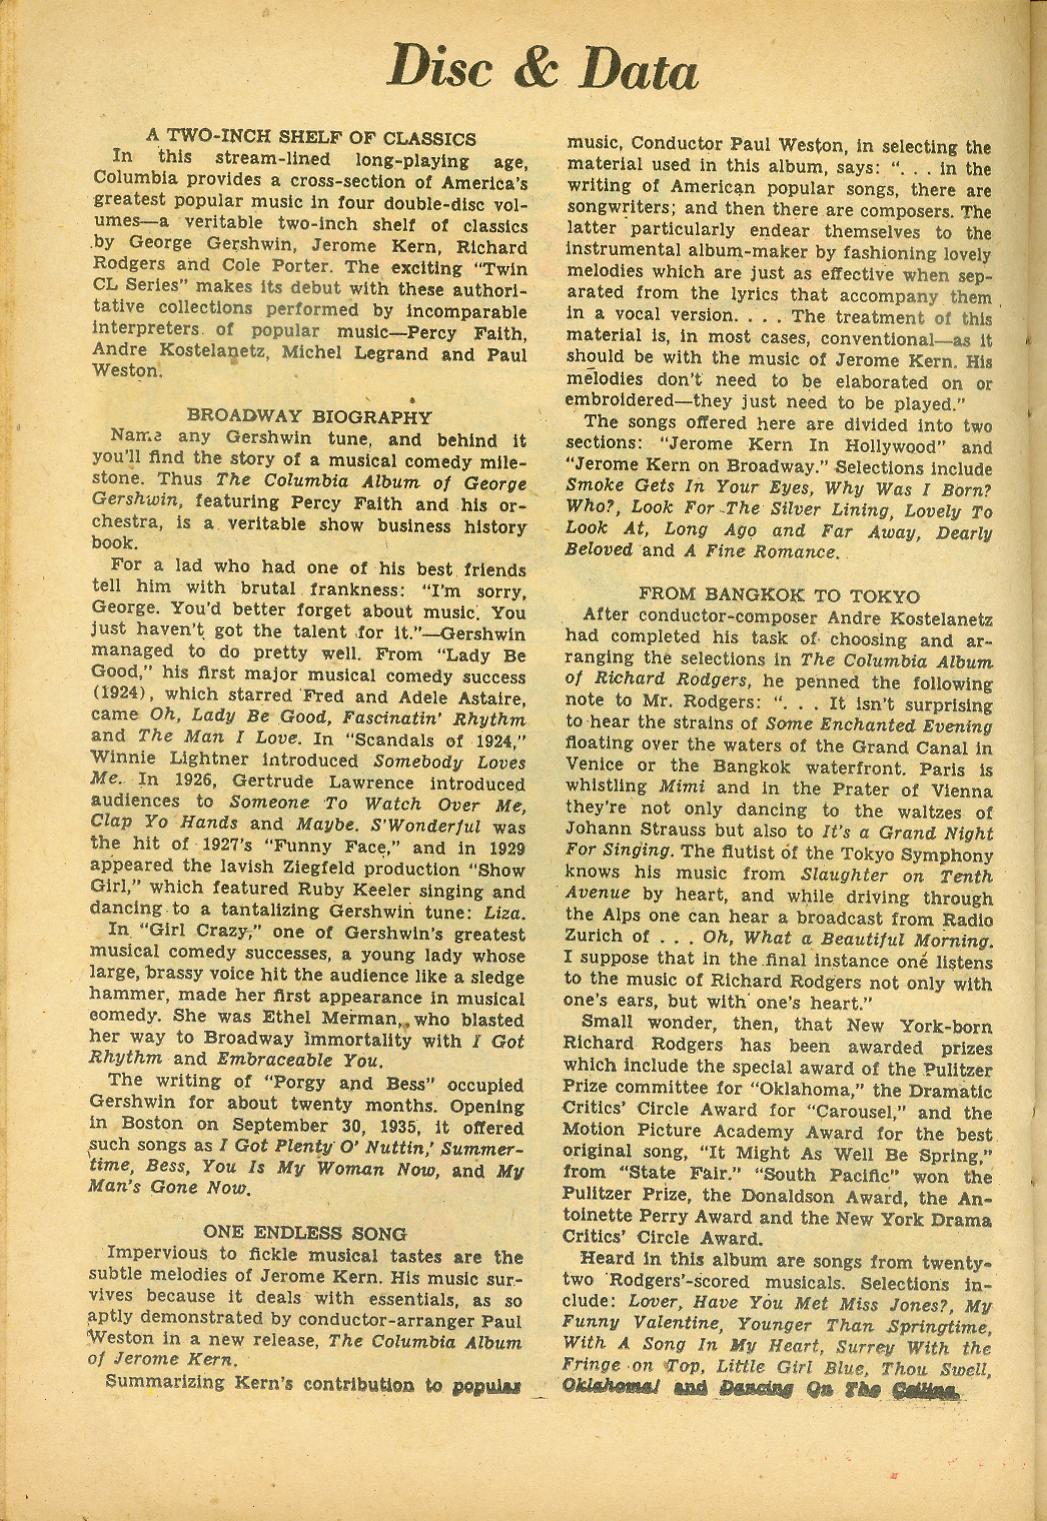 Disc & Data
A TWO-INCH SHELF OF CLASSICS
In this stream-lined long-playing age,
Columbia provides a cross-section of America's
greatest popular music in four double-disc vol-
umes—a veritable two-inch shelf of classics
by George Gershwin, Jerome Kern, Richard
Rodgers and Cole Porter. The exciting "Twin
CL Series" makes its debut with these authori-
tative collections performed by incomparable
interpreters of popular music—Percy Faith,
Andre Kostelanetz, Michel Legrand and Paul
Weston.
BROADWAY BIOGRAPHY
Name any Gershwin tune, and behind it
you'll find the story of a musical comedy mile-
stone. Thus The Columbia Album of George
Gershwin, featuring Percy Faith and his or-
chestra, is a veritable show business history
book.
For a lad who had one of his best friends
tell him with brutal frankness: "I'm sorry,
George. You'd better forget about music. You
just haven't got the talent for it."—Gershwin
managed to do pretty well. From "Lady Be
Good," his first major musical comedy success
(1924), which starred Fred and Adele Astaire,
came Oh, Lady Be Good, Fascinatin' Rhythm
and The Man I Love. In "Scandals of 1924,"
Winnie Lightner introduced Somebody Loves
Me. In 1926, Gertrude Lawrence introduced
audiences to Someone To Watch Over Me,
Clap Yo Hands and Maybe. S'Wonderful was
the hit of 1927's "Funny Face," and in 1929
appeared the lavish Ziegfeld production "Show
Girl," which featured Ruby Keeler singing and
dancing to a tantalizing Gershwin tune: Liza.
In "Girl Crazy," one of Gershwin's greatest
musical comedy successes, a young lady whose
large, brassy voice hit the audience like a sledge
hammer, made her first appearance in musical
comedy. She was Ethel Merman, who blasted
her way to Broadway immortality with I Got
Rhythm and Embraceable You.
The writing of "Porgy and Bess" occupied
Gershwin for about twenty months. Opening
in Boston on September 30, 1935, it offered
such songs as I Got Plenty O' Nuttin,' Summer-
time, Bess, You Is My Woman Now, and My
Man's Gone Now.
ONE ENDLESS SONG
Impervious to fickle musical tastes are the
subtle melodies of Jerome Kern. His music sur-
vives because it deals with essentials, as so
aptly demonstrated by conductor-arranger Paul
Weston in a new release, The Columbia Album
of Jerome Kern.
Summarizing Kern's contribution to popular
music, Conductor Paul Weston, in selecting the
material used in this album, says: ". . . in the
writing of American popular songs, there are
songwriters; and then there are composers. The
latter particularly endear themselves to the
instrumental album-maker by fashioning lovely
melodies which are just as effective when sep-
arated from the lyrics that accompany them
in a vocal version. . . . The treatment of this
material is, in most cases, conventional—as it
should be with the music of Jerome Kern. His
melodies don't need to be elaborated on or
embroidered—they just need to be played."
The songs offered here are divided into two
sections: "Jerome Kern In Hollywood" and
"Jerome Kern on Broadway." Selections include
Smoke Gets In Your Eyes, Why Was I Born?
Who?, Look For The Silver Lining, Lovely To
Look At, Long Ago and Far Away, Dearly
Beloved and A Fine Romance.
FROM BANGKOK TO TOKYO
After conductor-composer Andre Kostelanetz
had completed his task of choosing and ar-
ranging the selections in The Columbia Album
of Richard Rodgers, he penned the following
note to Mr. Rodgers: ". . . It isn't surprising
to hear the strains of Some Enchanted Evening
floating over the waters of the Grand Canal in
Venice or the Bangkok waterfront. Paris is
whistling Mimi and in the Prater of Vienna
they're not only dancing to the waltzes of
Johann Strauss but also to It's a Grand Night
For Singing. The flutist of the Tokyo Symphony
knows his music from Slaughter on Tenth
Avenue by heart, and while driving through
the Alps one can hear a broadcast from Radio
Zurich of . . . Oh, What a Beautiful Morning.
I suppose that in the final instance one listens
to the music of Richard Rodgers not only with
one's ears, but with one's heart."
Small wonder, then, that New York-born
Richard Rodgers has been awarded prizes
which include the special award of the Pulitzer
Prize committee for "Oklahoma," the Dramatic
Critics' Circle Award for "Carousel," and the
Motion Picture Academy Award for the best
original song, "It Might As Well Be Spring,"
from "State Fair." "South Pacific" won the
Pulitzer Prize, the Donaldson Award, the An-
toinette Perry Award and the New York Drama
Critics' Circle Award.
Heard in this album are songs from twenty-
two Rodgers'-scored musicals. Selections in-
clude: Lover, Have You Met Miss Jones?, My
Funny Valentine, Younger Than Springtime,
With A Song In My Heart, Surrey With the
Fringe on Top, Little Girl Blue, Thou Swell,
Oklahoma! and Dancing On The Ceiling.